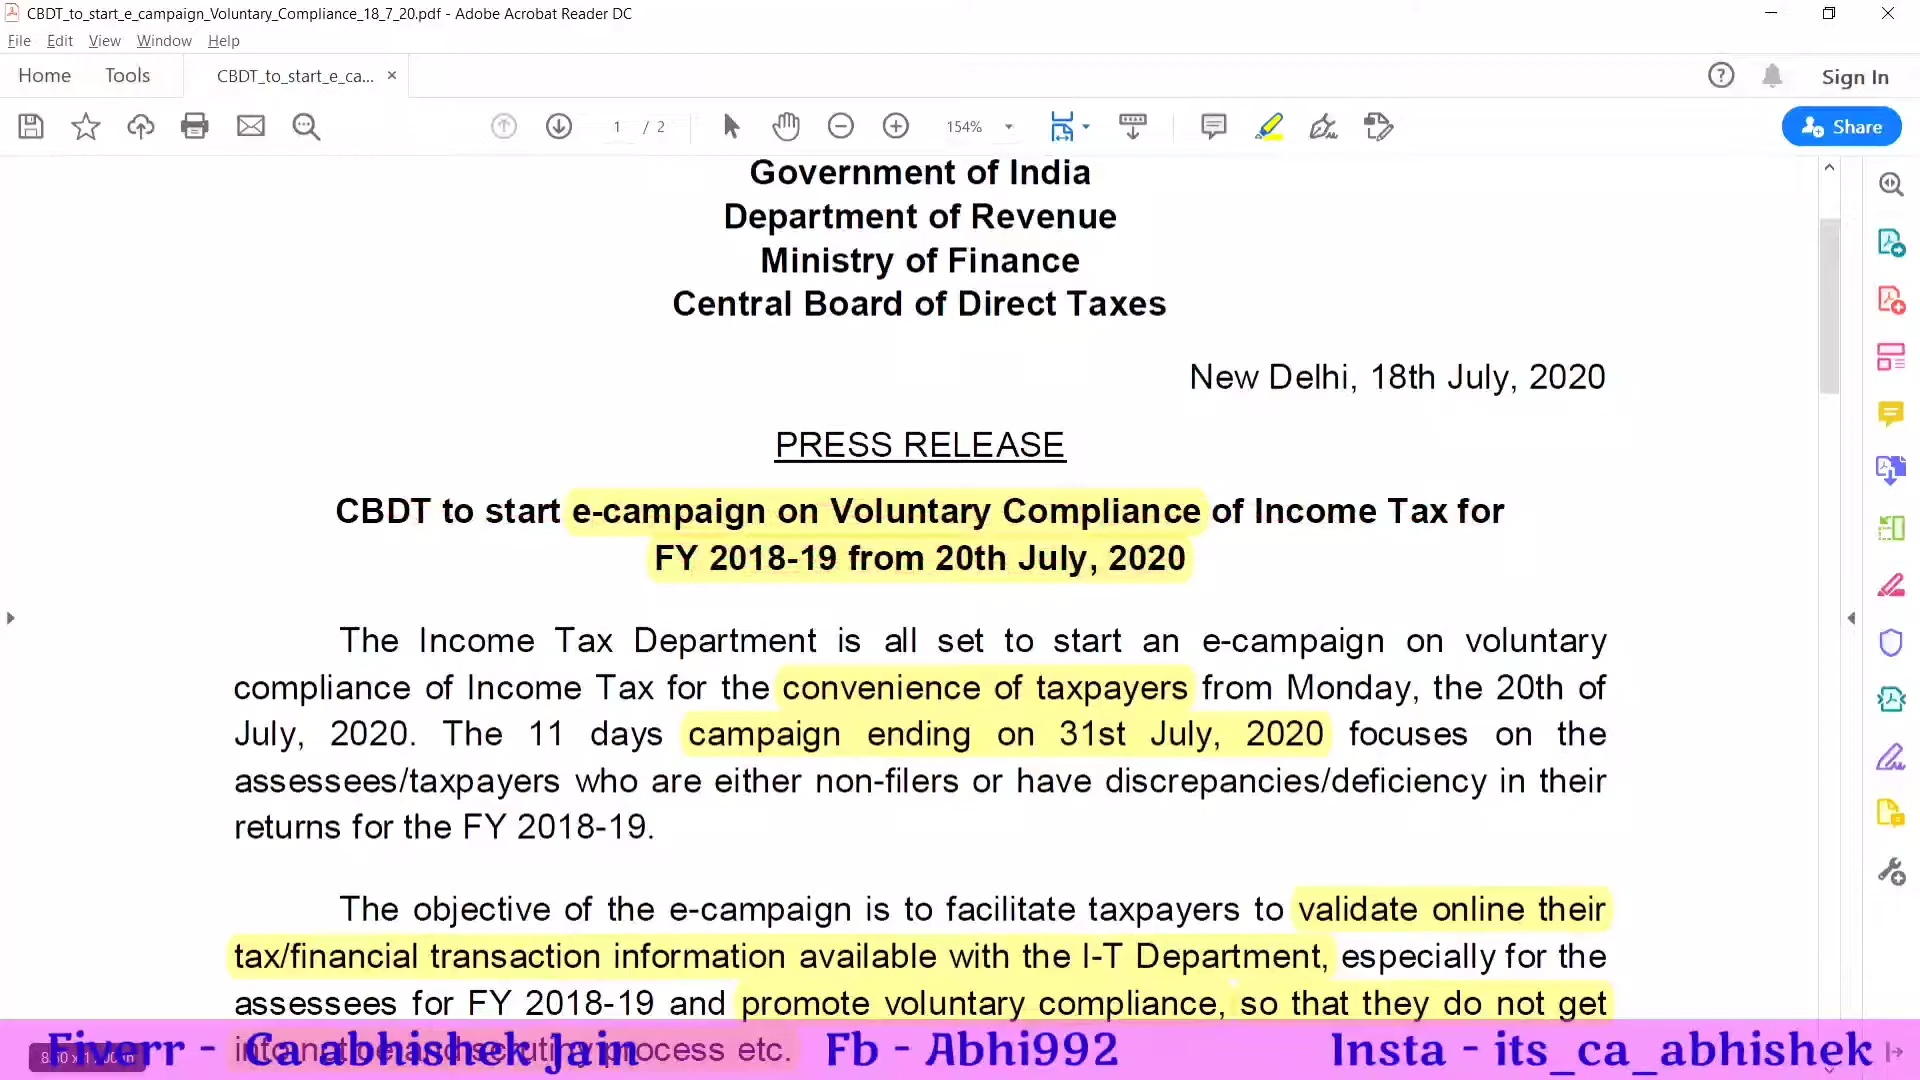 CBDT_to_start_e_campaign_Voluntary_Compliance_18_7_20.pdf - Adobe Acrobat Reader DC
File Edit View Window Help
Home Tools CBDT_to_start_e_ca... × Sign In
1 / 2 154% Share
Government of India
Department of Revenue
Ministry of Finance
Central Board of Direct Taxes
New Delhi, 18th July, 2020
PRESS RELEASE
CBDT to start e-campaign on Voluntary Compliance of Income Tax for
FY 2018-19 from 20th July, 2020
The Income Tax Department is all set to start an e-campaign on voluntary
compliance of Income Tax for the convenience of taxpayers from Monday, the 20th of
July, 2020. The 11 days campaign ending on 31st July, 2020 focuses on the
assessees/taxpayers who are either non-filers or have discrepancies/deficiency in their
returns for the FY 2018-19.
The objective of the e-campaign is to facilitate taxpayers to validate online their
tax/financial transaction information available with the I-T Department, especially for the
assessees for FY 2018-19 and promote voluntary compliance, so that they do not get
process etc.
Fiverr - Ca abhishek Jain Fb - Abhi992 Insta - its_ca_abhishek